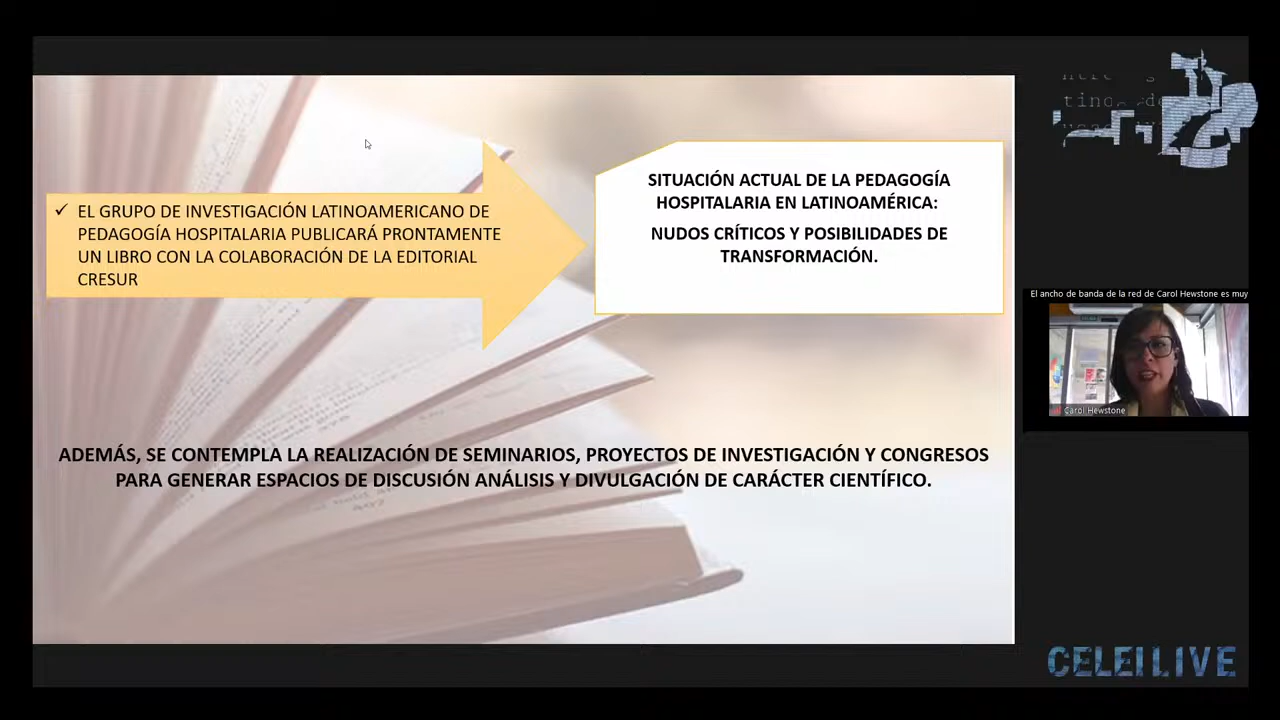 ✓ EL GRUPO DE INVESTIGACIÓN LATINOAMERICANO DE
PEDAGOGÍA HOSPITALARIA PUBLICARÁ PRONTAMENTE
UN LIBRO CON LA COLABORACIÓN DE LA EDITORIAL
CRESUR
SITUACIÓN ACTUAL DE LA PEDAGOGÍA
HOSPITALARIA EN LATINOAMÉRICA:
NUDOS CRÍTICOS Y POSIBILIDADES DE
TRANSFORMACIÓN.
ADEMÁS, SE CONTEMPLA LA REALIZACIÓN DE SEMINARIOS, PROYECTOS DE INVESTIGACIÓN Y CONGRESOS
PARA GENERAR ESPACIOS DE DISCUSIÓN ANÁLISIS Y DIVULGACIÓN DE CARÁCTER CIENTÍFICO.
El ancho de banda de la red de Carol Hewstone es muy
Carol Hewstone
CELEI LIVE